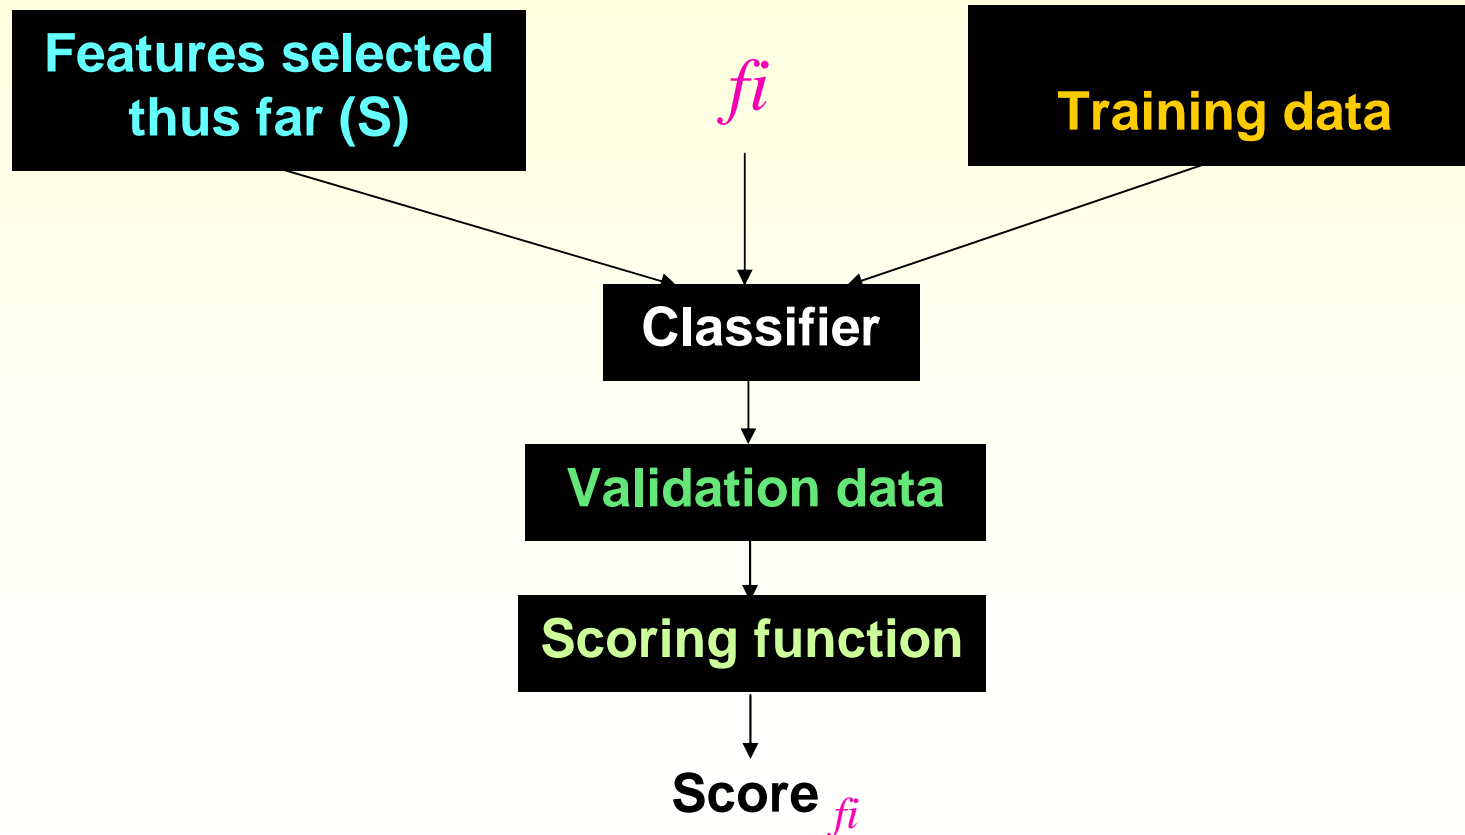 Features selected
thus far (S)
fi
Training data
Classifier
Validation data
Scoring function
Score fi